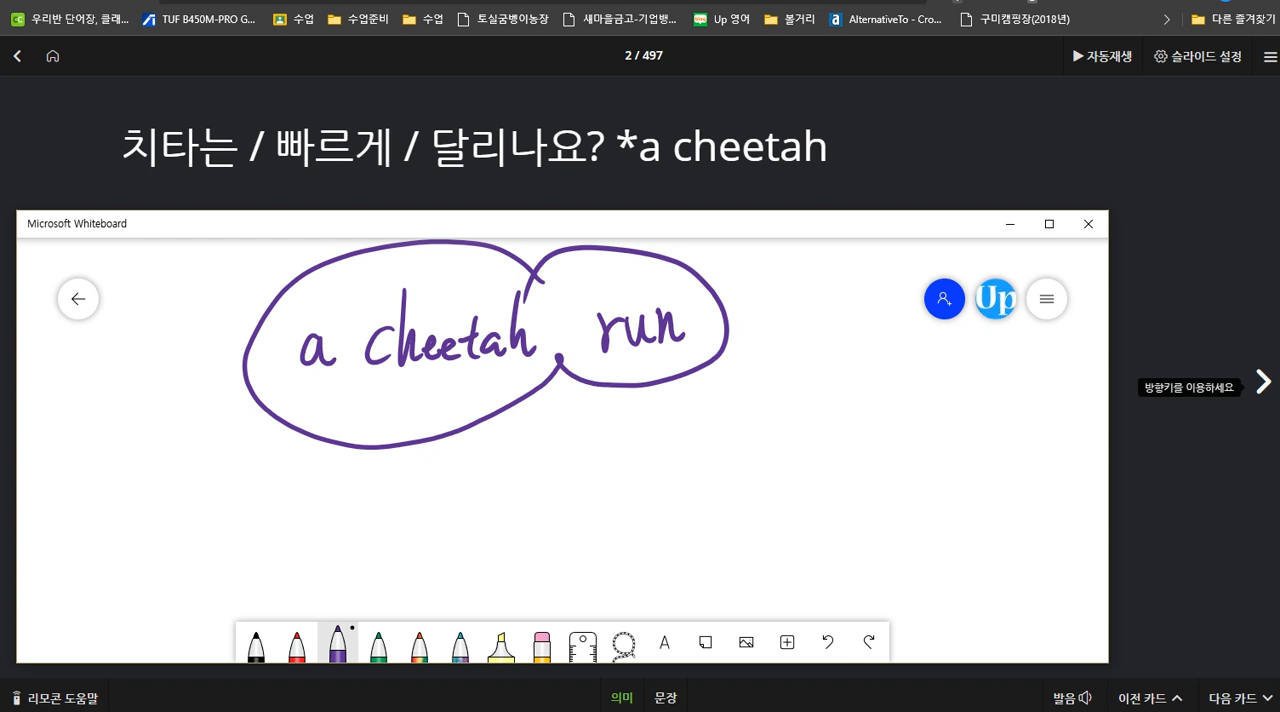 우리반 단어장, 클래... TUF B450M-PRO G... 수업 수업준비 수업 토실굼벵이농장 새마을금고-기업뱅... Up 영어 볼거리 AlternativeTo - Cro... 구미캠핑장(2018년) 다른 즐겨찾기
2 / 497 ▶자동재생 슬라이드 설정
치타는 / 빠르게 / 달리나요? *a cheetah
Microsoft Whiteboard
Up
a cheetah run
방향키를 이용하세요
A
리모콘 도움말 의미 문장 발음 이전 카드 다음 카드